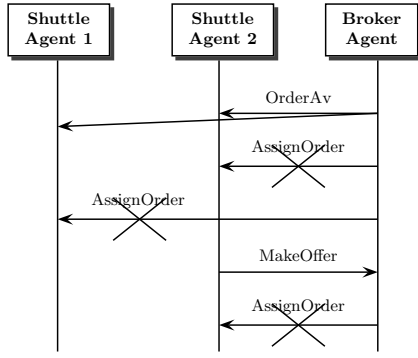 Shuttle
Agent 1
Shuttle
Agent 2
Broker
Agent
OrderAv
AssignOrder
AssignOrder
MakeOffer
AssignOrder